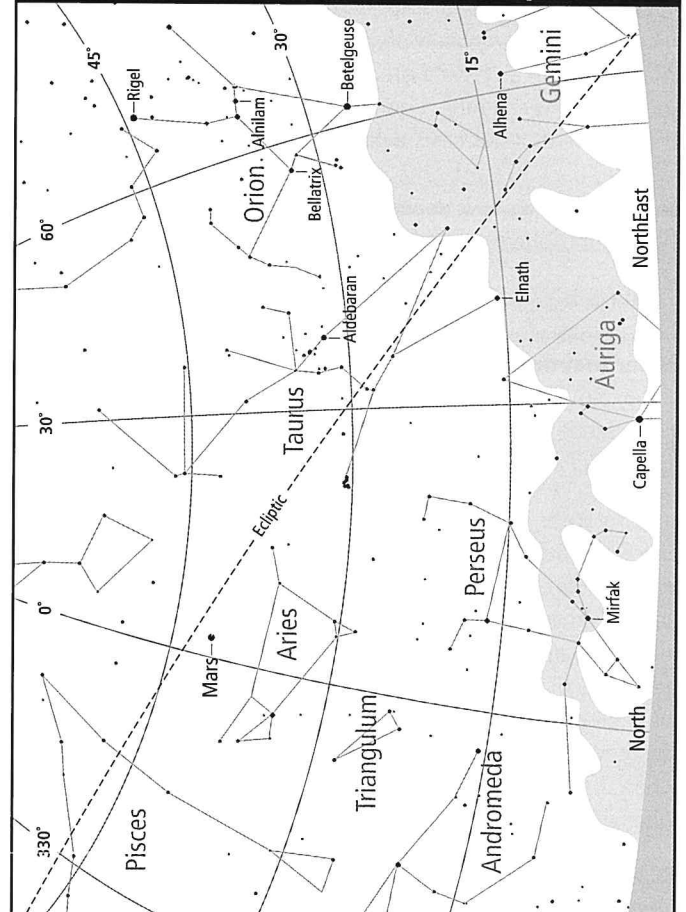 45°
30°
15°
Rigel
Betelgeuse
Alnilam
Alhena
Gemini
Orion
Bellatrix
60°
NorthEast
Elnath
Aldebaran
Auriga
Taurus
30°
Capella
Ecliptic
Perseus
0°
Mars
Aries
Mirfak
Triangulum
North
Andromeda
Pisces
330°